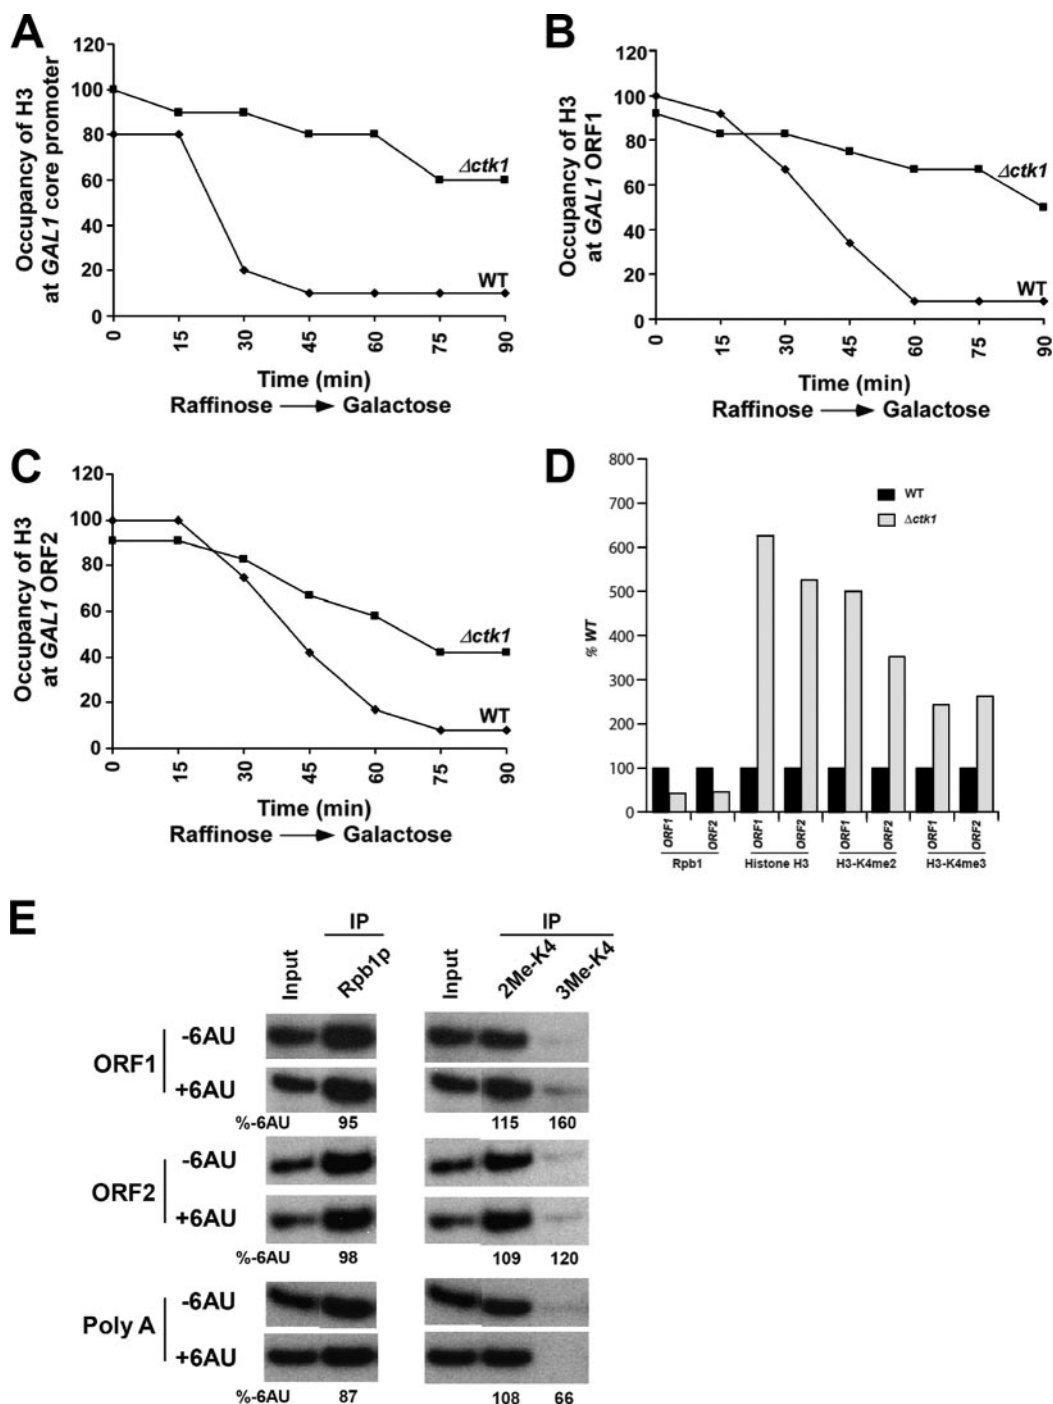 A
120
100
80
60
40
20
0
Occupancy of H3
at GAL1 core promoter
Δctk1
WT
0 15 30 45 60 75 90
Time (min)
Raffinose → Galactose
B
120
100
80
60
40
20
0
Occupancy of H3
at GAL1 ORF1
Δctk1
WT
0 15 30 45 60 75 90
Time (min)
Raffinose → Galactose
C
120
100
80
60
40
20
0
Occupancy of H3
at GAL1 ORF2
Δctk1
WT
0 15 30 45 60 75 90
Time (min)
Raffinose → Galactose
D
800
700
600
500
400
300
200
100
0
% WT
WT
Δctk1
ORF1 ORF2 ORF1 ORF2 ORF1 ORF2 ORF1 ORF2
Rpb1 Histone H3 H3-K4me2 H3-K4me3
E
IP IP
Input Rpb1p Input 2Me-K4 3Me-K4
ORF1
-6AU
+6AU
%-6AU 95 115 160
ORF2
-6AU
+6AU
%-6AU 98 109 120
Poly A
-6AU
+6AU
%-6AU 87 108 66